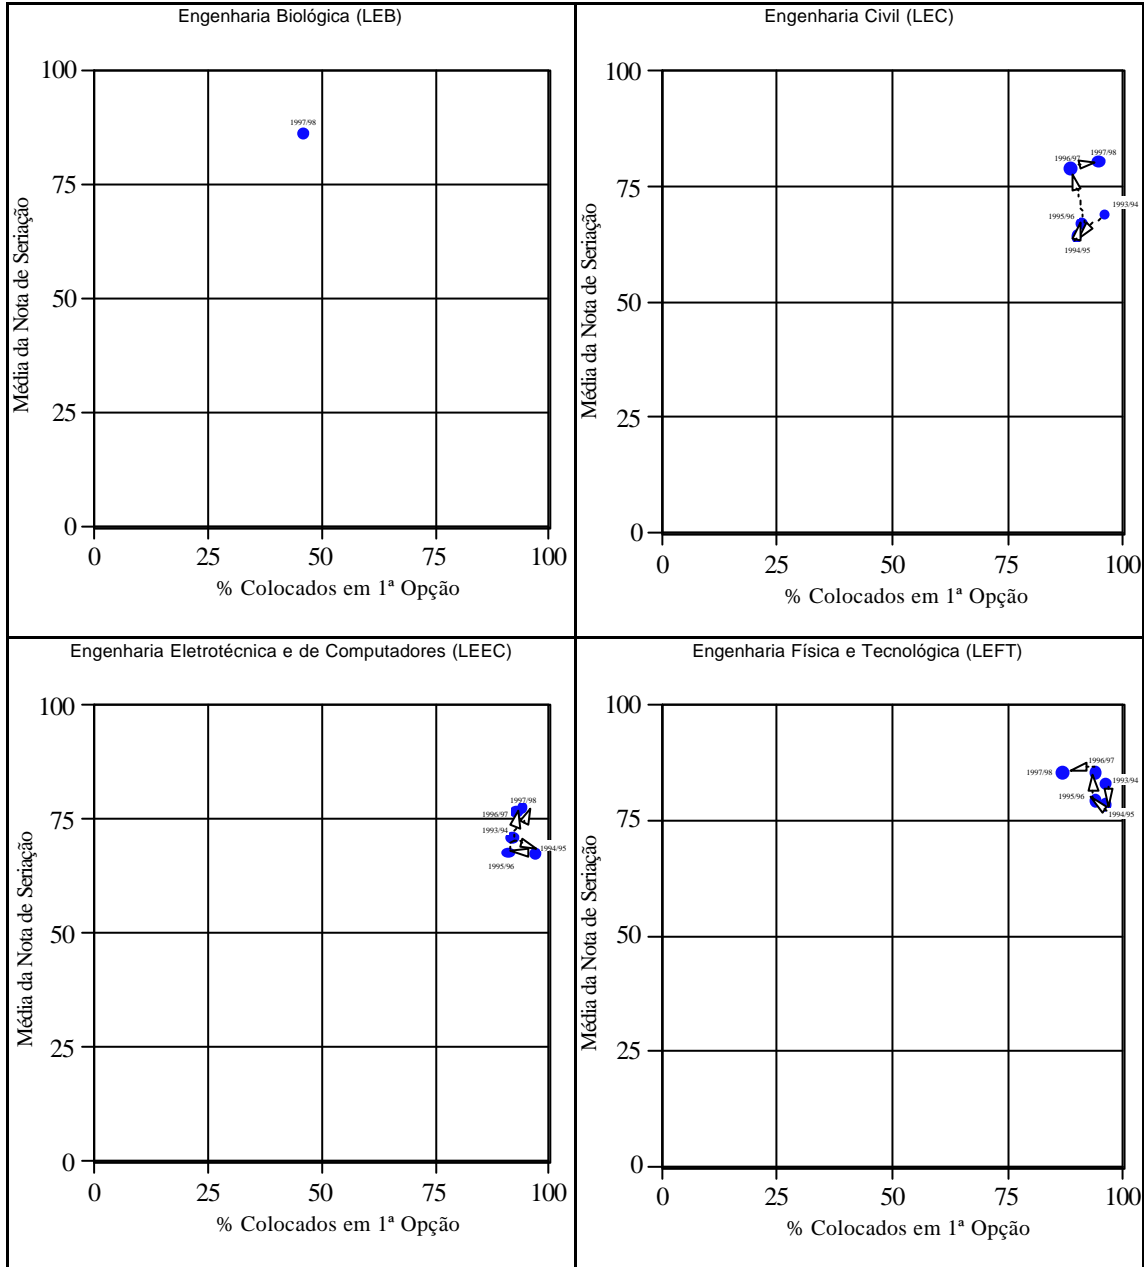 Engenharia Biológica (LEB)
100
75
50
25
0
0 25 50 75 100
Média da Nota de Seriação
% Colocados em 1ª Opção
1997/98
Engenharia Civil (LEC)
100
75
50
25
0
0 25 50 75 100
Média da Nota de Seriação
% Colocados em 1ª Opção
1996/97
1997/98
1995/96
1993/94
1994/95
Engenharia Eletrotécnica e de Computadores (LEEC)
100
75
50
25
0
0 25 50 75 100
Média da Nota de Seriação
% Colocados em 1ª Opção
1997/98
1996/97
1993/94
1994/95
1995/96
Engenharia Física e Tecnológica (LEFT)
100
75
50
25
0
0 25 50 75 100
Média da Nota de Seriação
% Colocados em 1ª Opção
1996/97
1997/98
1993/94
1995/96
1994/95